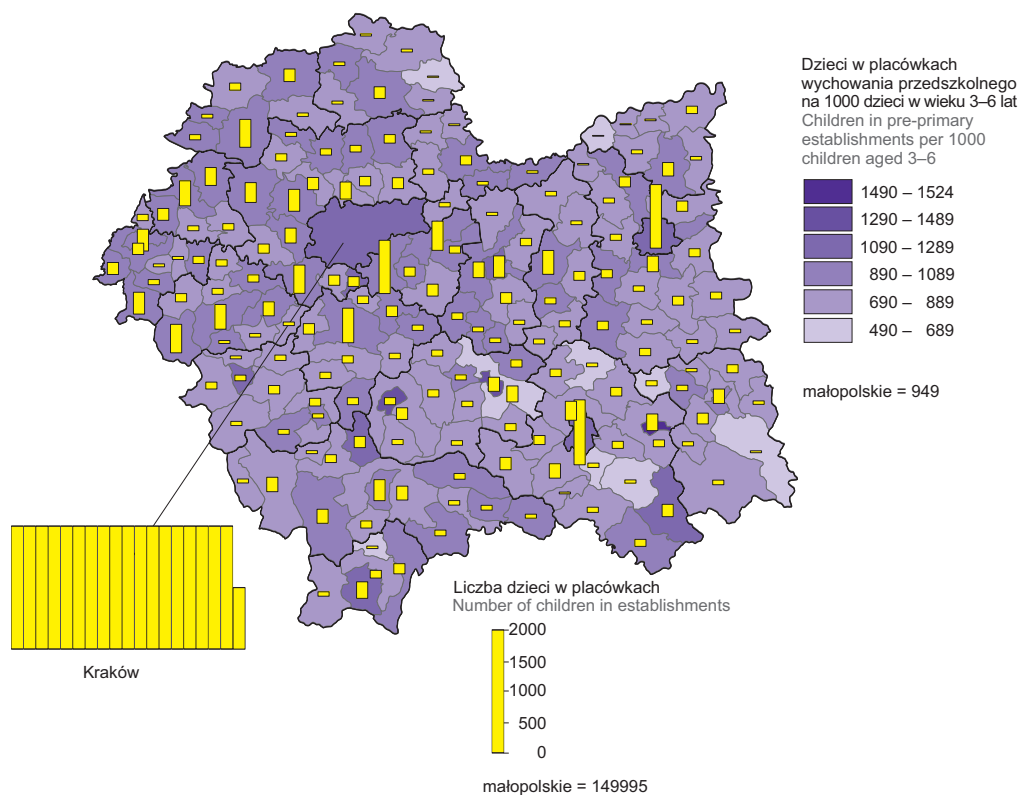 Dzieci w placówkach
wychowania przedszkolnego
na 1000 dzieci w wieku 3–6 lat
Children in pre-primary
establishments per 1000
children aged 3–6
1490 – 1524
1290 – 1489
1090 – 1289
890 – 1089
690 – 889
490 – 689
małopolskie = 949
Kraków
Liczba dzieci w placówkach
Number of children in establishments
2000
1500
1000
500
0
małopolskie = 149995